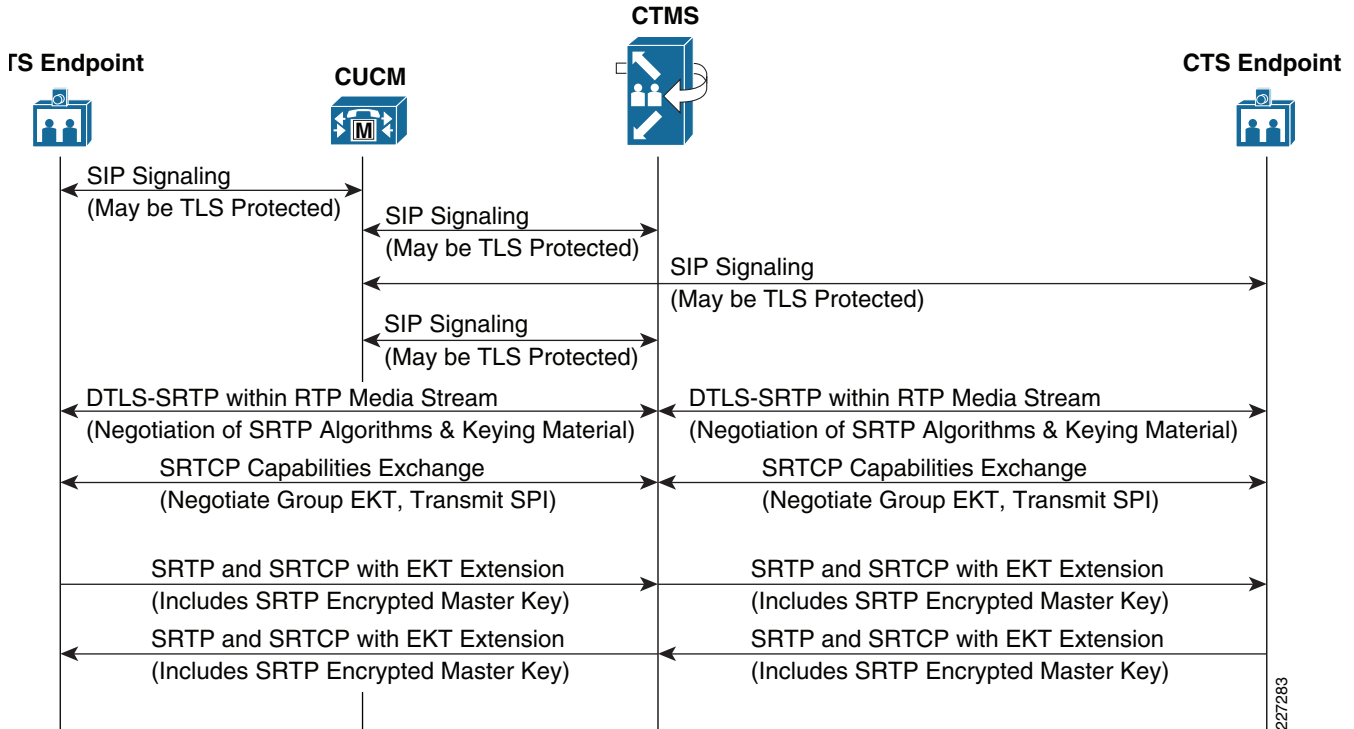 CTMS
TS Endpoint
CUCM
CTS Endpoint
M
SIP Signaling
(May be TLS Protected)
SIP Signaling
(May be TLS Protected)
SIP Signaling
(May be TLS Protected)
SIP Signaling
(May be TLS Protected)
DTLS-SRTP within RTP Media Stream
(Negotiation of SRTP Algorithms & Keying Material)
DTLS-SRTP within RTP Media Stream
(Negotiation of SRTP Algorithms & Keying Material)
SRTCP Capabilities Exchange
(Negotiate Group EKT, Transmit SPI)
SRTCP Capabilities Exchange
(Negotiate Group EKT, Transmit SPI)
SRTP and SRTCP with EKT Extension
(Includes SRTP Encrypted Master Key)
SRTP and SRTCP with EKT Extension
(Includes SRTP Encrypted Master Key)
SRTP and SRTCP with EKT Extension
(Includes SRTP Encrypted Master Key)
SRTP and SRTCP with EKT Extension
(Includes SRTP Encrypted Master Key)
227283